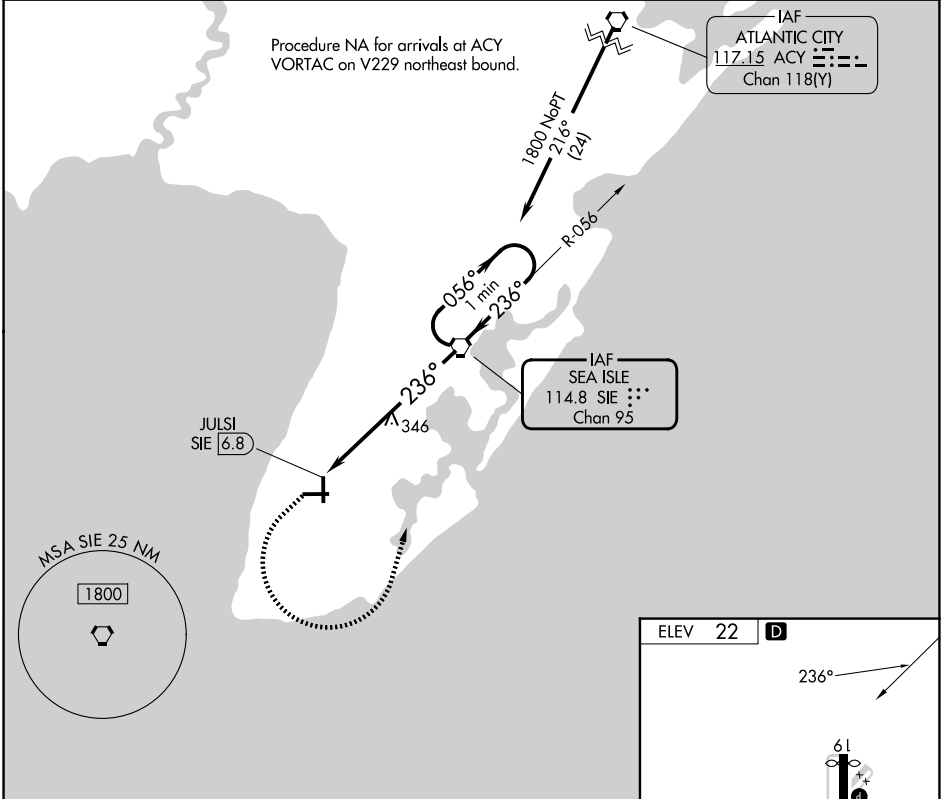 Procedure NA for arrivals at ACY
VORTAC on V229 northeast bound.
IAF
ATLANTIC CITY
117.15 ACY
Chan 118(Y)
1800 NoPT
216°
(24)
R-056
056°
1 min
236°
IAF
SEA ISLE
114.8 SIE
Chan 95
236°
346
JULSI
SIE 6.8
MSA SIE 25 NM
1800
ELEV 22 D
236°
19
P